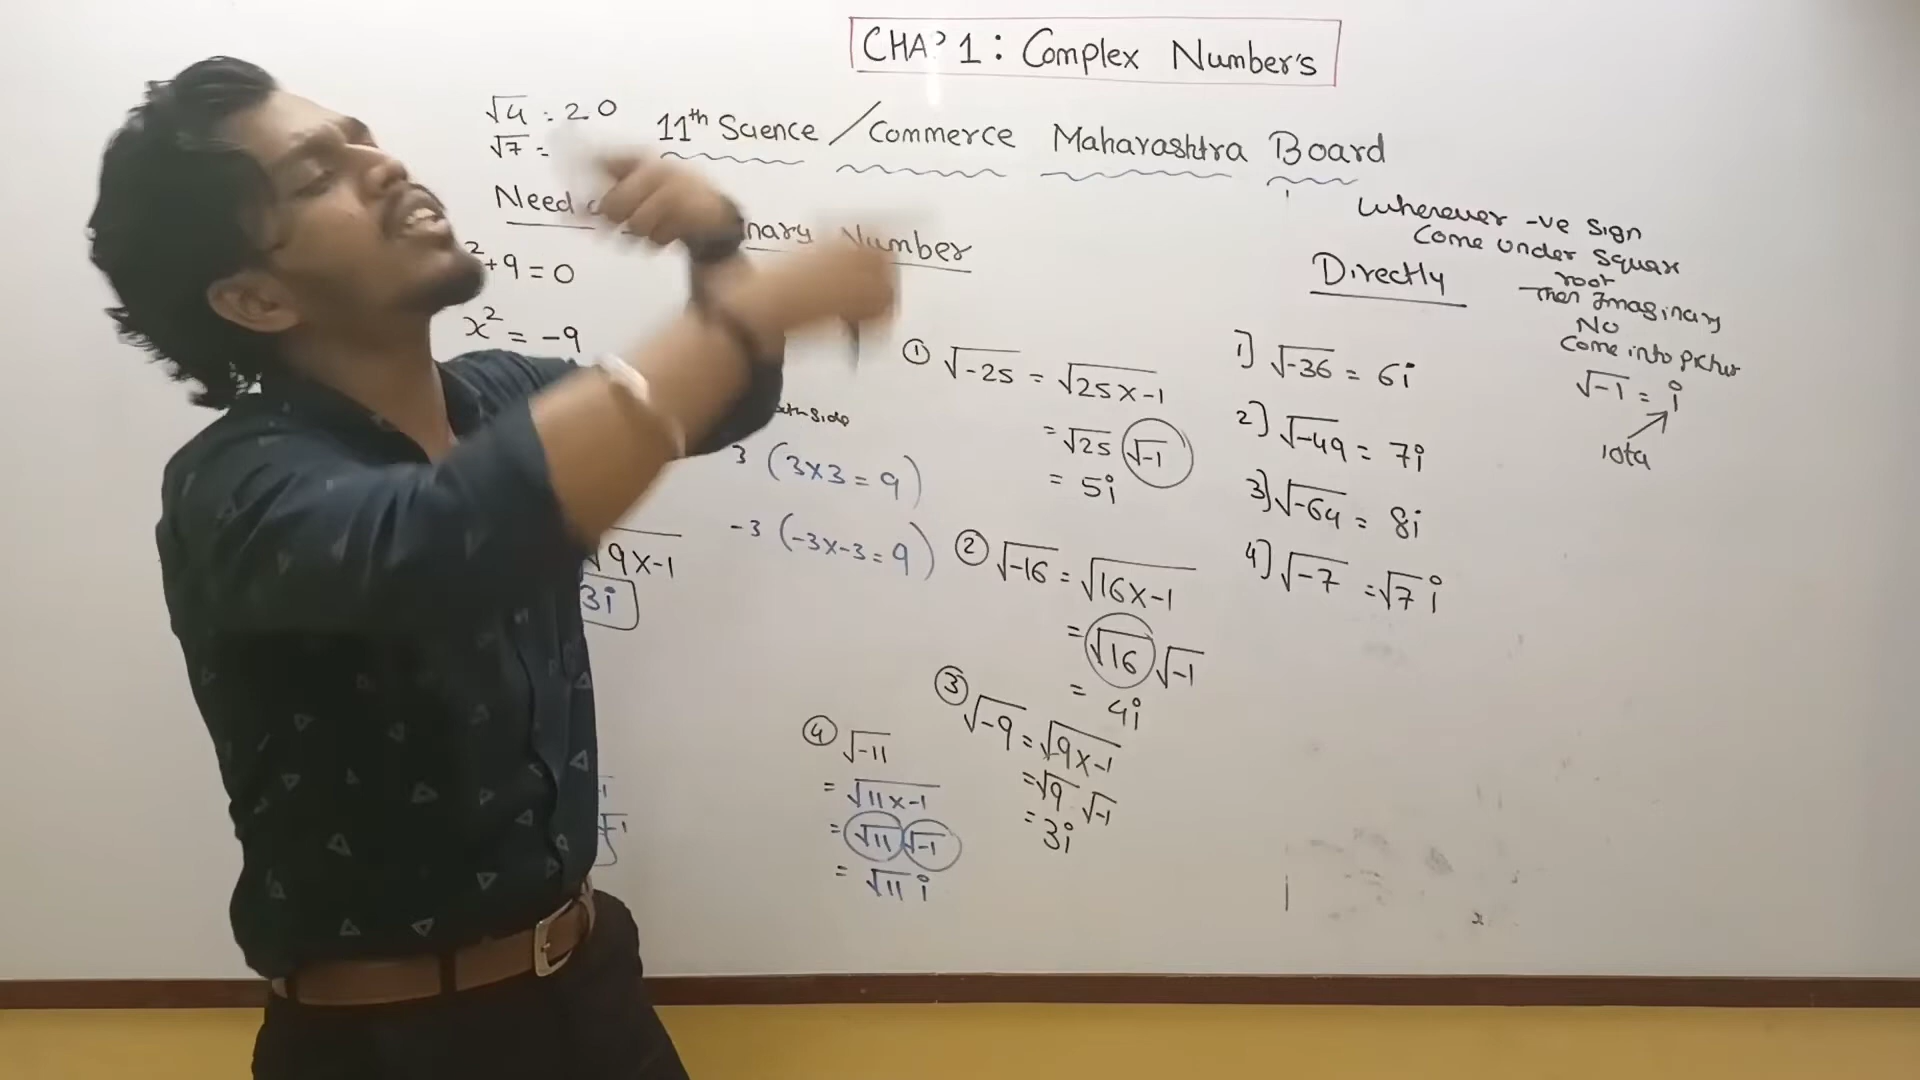 CHAP 1 : Complex Number's
√4 = 2.0
√7 =
11th Science / Commerce Maharashtra Board
Need
Number
x² + 9 = 0
x² = -9
side
3 (3x3 = 9)
-3 (-3x-3 = 9)
√9x-1
3i
① √-25 = √25x-1
= √25 √-1
= 5i
② √-16 = √16x-1
= √16 √-1
= 4i
③ √-9 = √9x-1
= √9 √-1
= 3i
④ √-11
= √11x-1
= √11 √-1
= √11 i
Directly
1] √-36 = 6i
2] √-49 = 7i
3] √-64 = 8i
4] √-7 = √7 i
Wherever -ve Sign
Come under Square
root
Then Imaginary
No
Come into picture
√-1 = i
iota